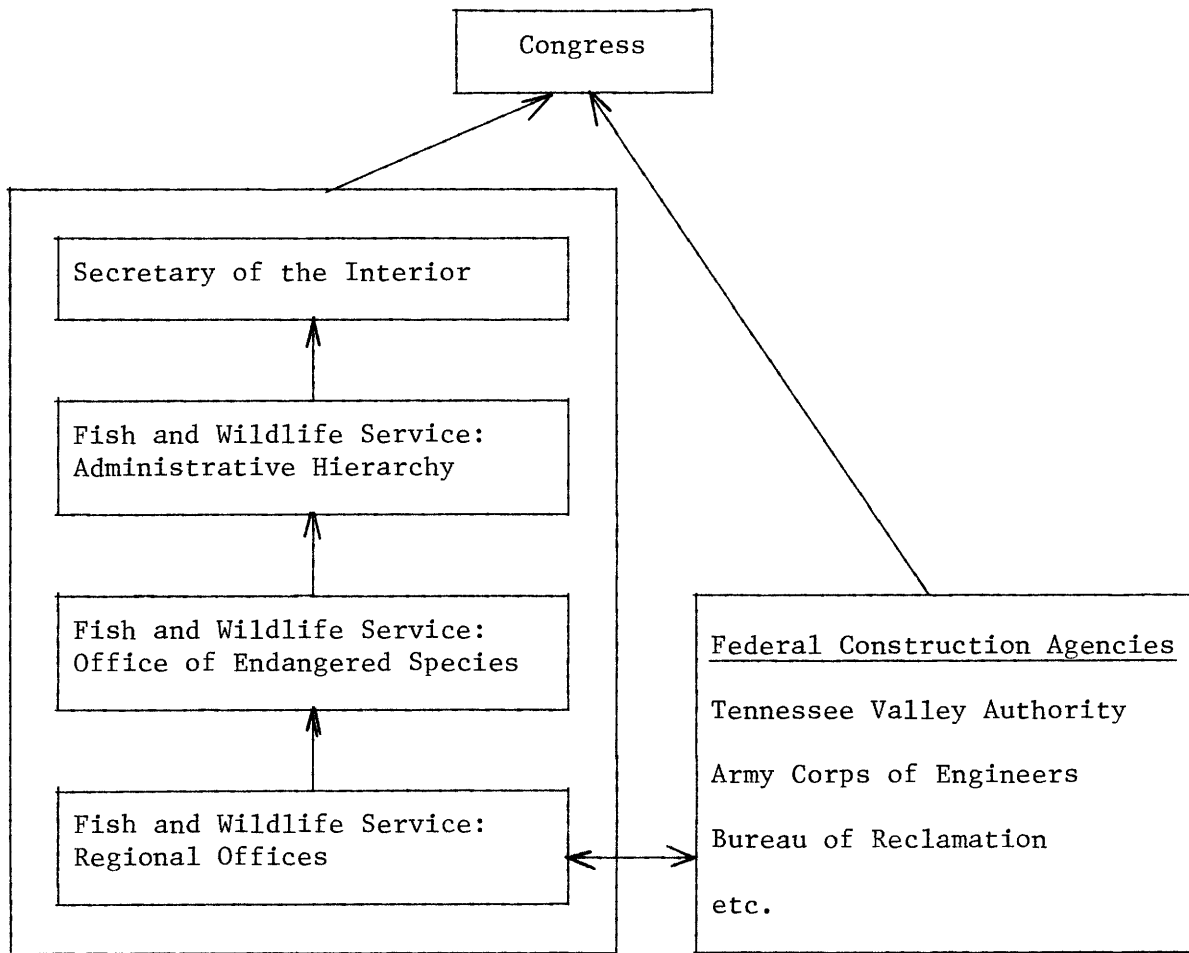 Congress
Secretary of the Interior
Fish and Wildlife Service:
Administrative Hierarchy
Fish and Wildlife Service:
Office of Endangered Species
Fish and Wildlife Service:
Regional Offices
Federal Construction Agencies
Tennessee Valley Authority
Army Corps of Engineers
Bureau of Reclamation
etc.